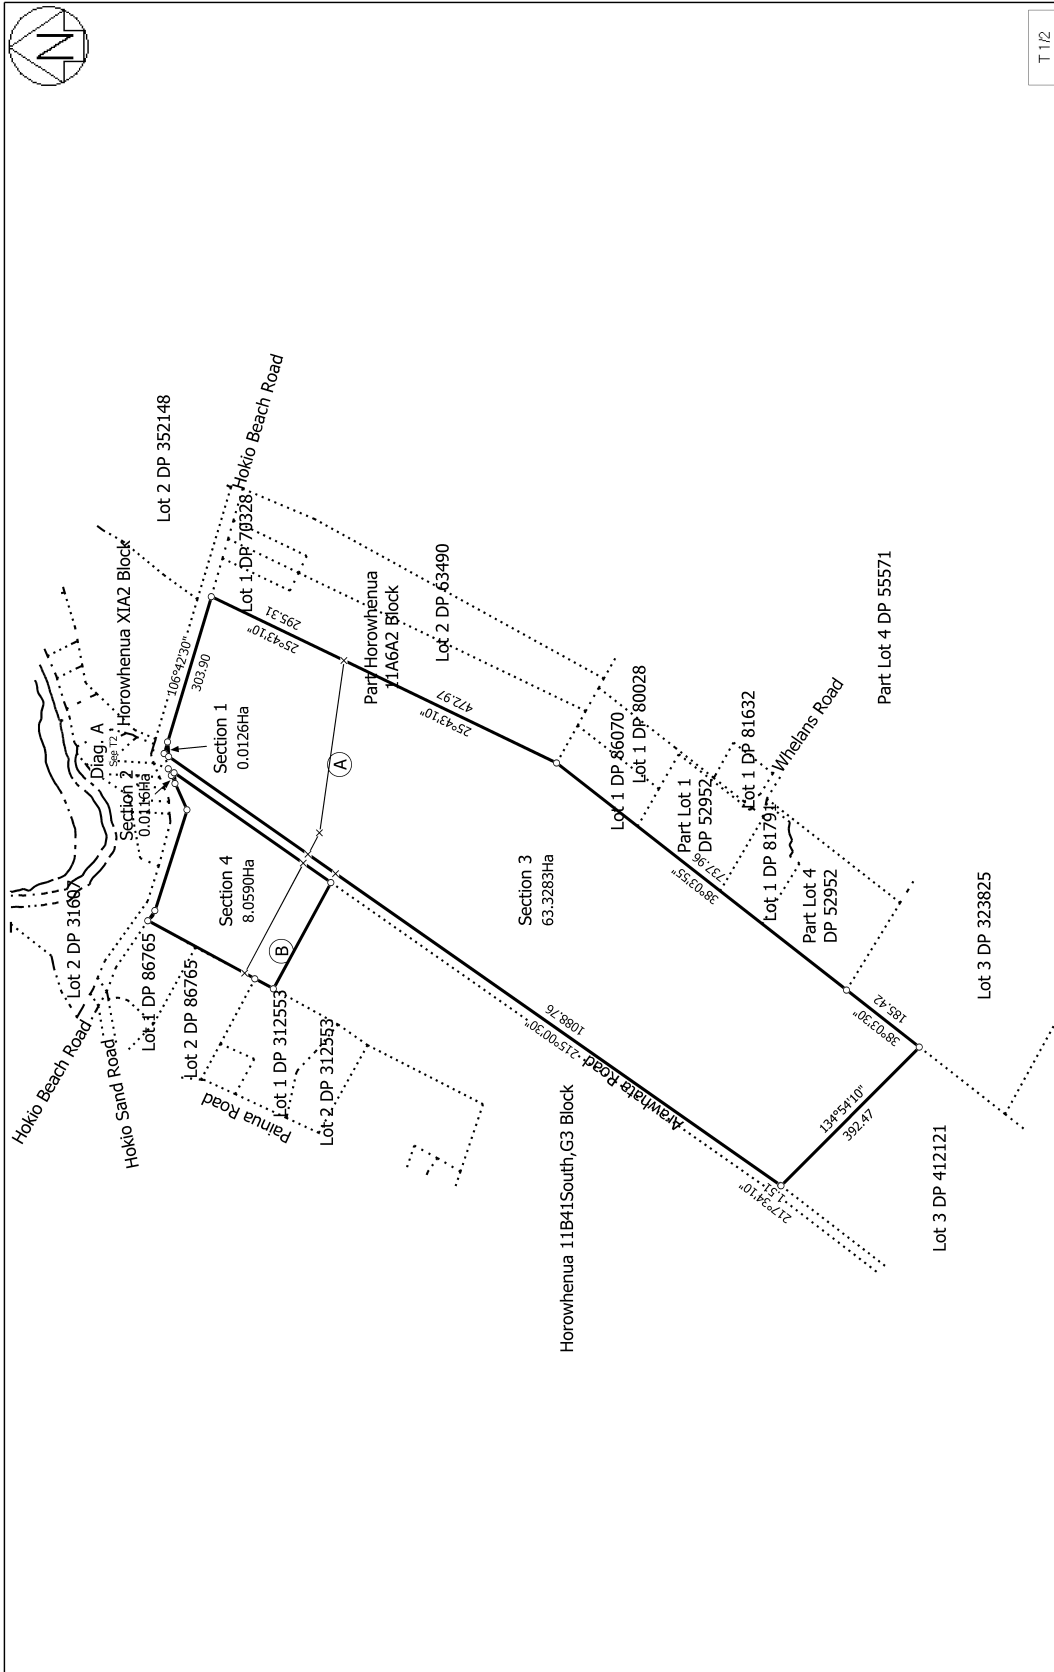 N
T 1/2
Lot 2 DP 352148
Hokio Beach Road
Horowhenua XIA2 Block
Lot 1 DP 70328
Diag. A
See T2
106°42'30"
303.90
295.31
25°43'10"
Section 1
0.0126Ha
Section 2
0.0116Ha
Part Horowhenua
11A6A2 Block
Lot 2 DP 63490
472.97
25°43'10"
A
Section 4
8.0590Ha
B
Section 3
63.3283Ha
Lot 1 DP 86070
Lot 1 DP 80028
Part Lot 1
DP 52952
Lot 1 DP 81632
Whelans Road
Part Lot 4 DP 55571
Lot 1 DP 81791
Part Lot 4
DP 52952
737.96
38°03'55"
Lot 3 DP 323825
185.42
38°03'30"
Lot 1 DP 86765
Lot 2 DP 86765
Hokio Beach Road
Hokio Sand Road
Painua Road
Lot 1 DP 312553
Lot 2 DP 312553
1088.76
215°00'30"
Arawhata Road
Horowhenua 11B41South,G3 Block
134°54'10"
392.47
1.51
217°34'10"
Lot 3 DP 412121